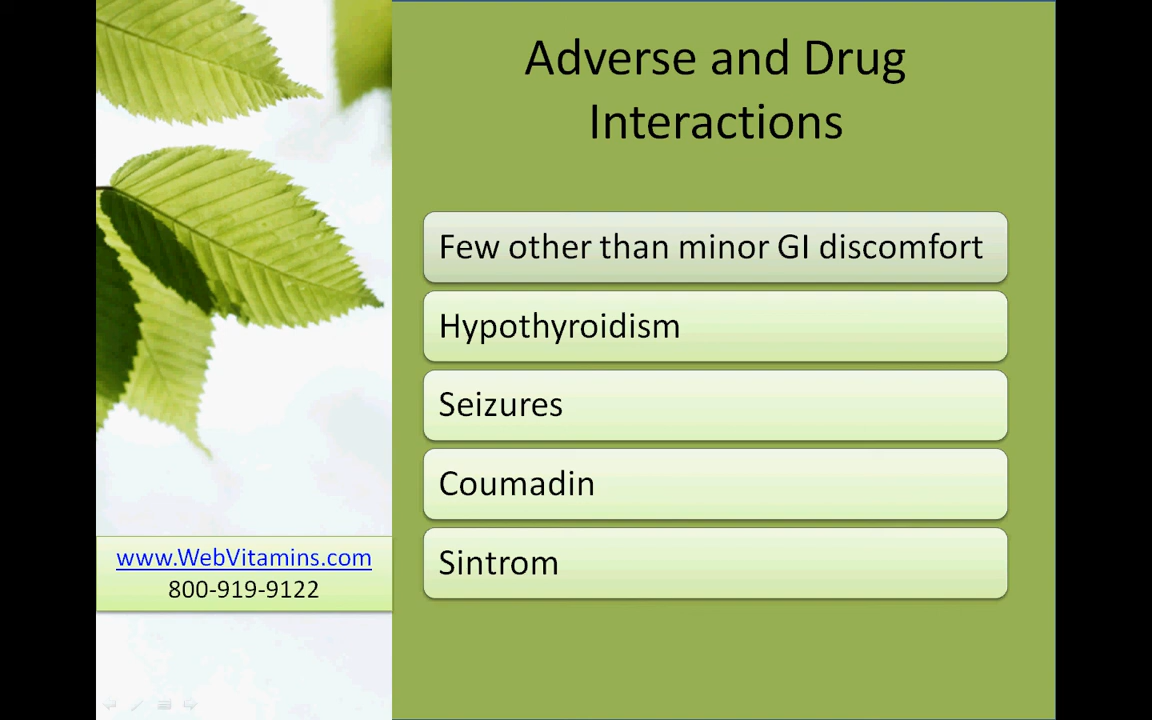 Adverse and Drug
Interactions
Few other than minor GI discomfort
Hypothyroidism
Seizures
Coumadin
Sintrom
www.WebVitamins.com
800-919-9122